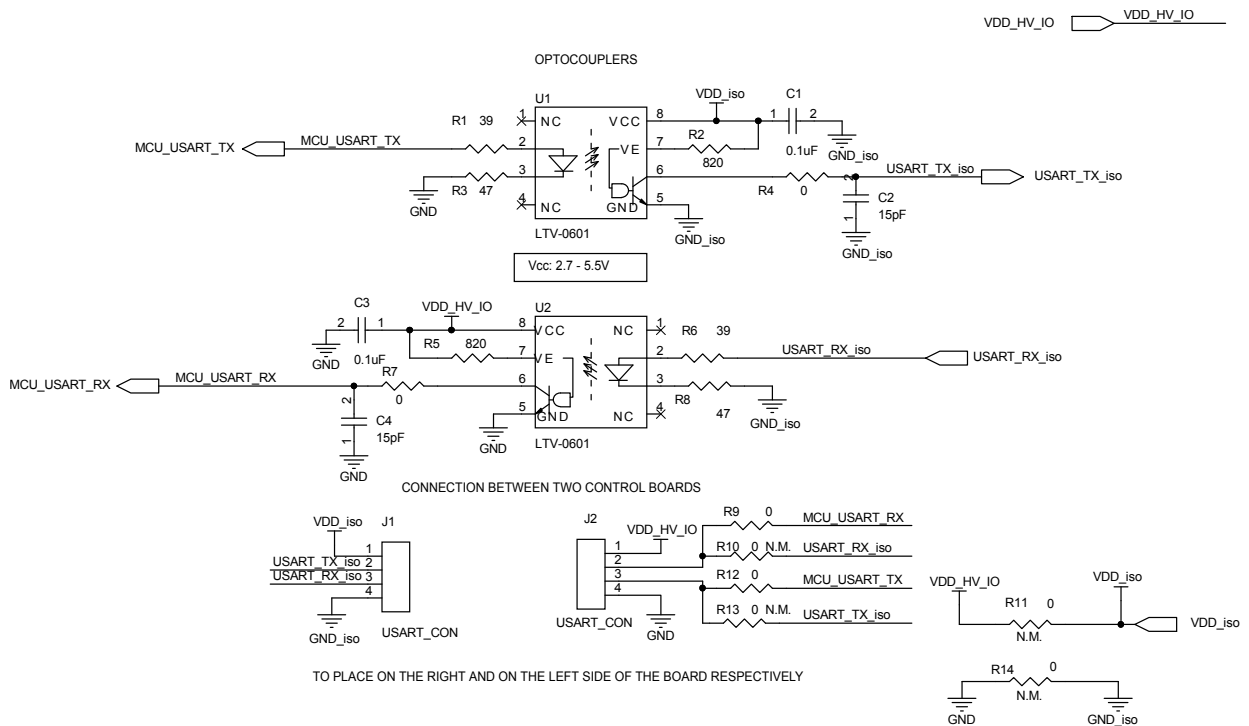 VDD_HV_IO VDD_HV_IO
OPTOCOUPLERS
U1
VDD_iso
C1
1 NC
VCC 8
1 2
R1 39
R2
0.1uF
GND_iso
MCU_USART_TX MCU_USART_TX
2
VE 7
820
3
6
USART_TX_iso USART_TX_iso
R3 47
R4
0
2
GND
4 NC
GND 5
C2
15pF
1
GND_iso
GND_iso
LTV-0601
Vcc: 2.7 - 5.5V
C3
VDD_HV_IO
U2
2 1
8 VCC
NC 1
R6 39
GND
0.1uF
R5 820
7 VE
2
USART_RX_iso USART_RX_iso
MCU_USART_RX MCU_USART_RX
R7
0
6
3
R8
47
GND_iso
2
C4
15pF
1
5 GND
NC 4
GND
GND
LTV-0601
CONNECTION BETWEEN TWO CONTROL BOARDS
VDD_iso
J1
1
USART_TX_iso 2
USART_RX_iso 3
4
GND_iso
USART_CON
J2
VDD_HV_IO
1
2
3
4
USART_CON
GND
R9 0 MCU_USART_RX
R10 0 N.M. USART_RX_iso
R12 0 MCU_USART_TX
R13 0 N.M. USART_TX_iso
VDD_HV_IO
VDD_iso
R11 0
N.M.
VDD_iso
TO PLACE ON THE RIGHT AND ON THE LEFT SIDE OF THE BOARD RESPECTIVELY
R14 0
N.M.
GND
GND_iso